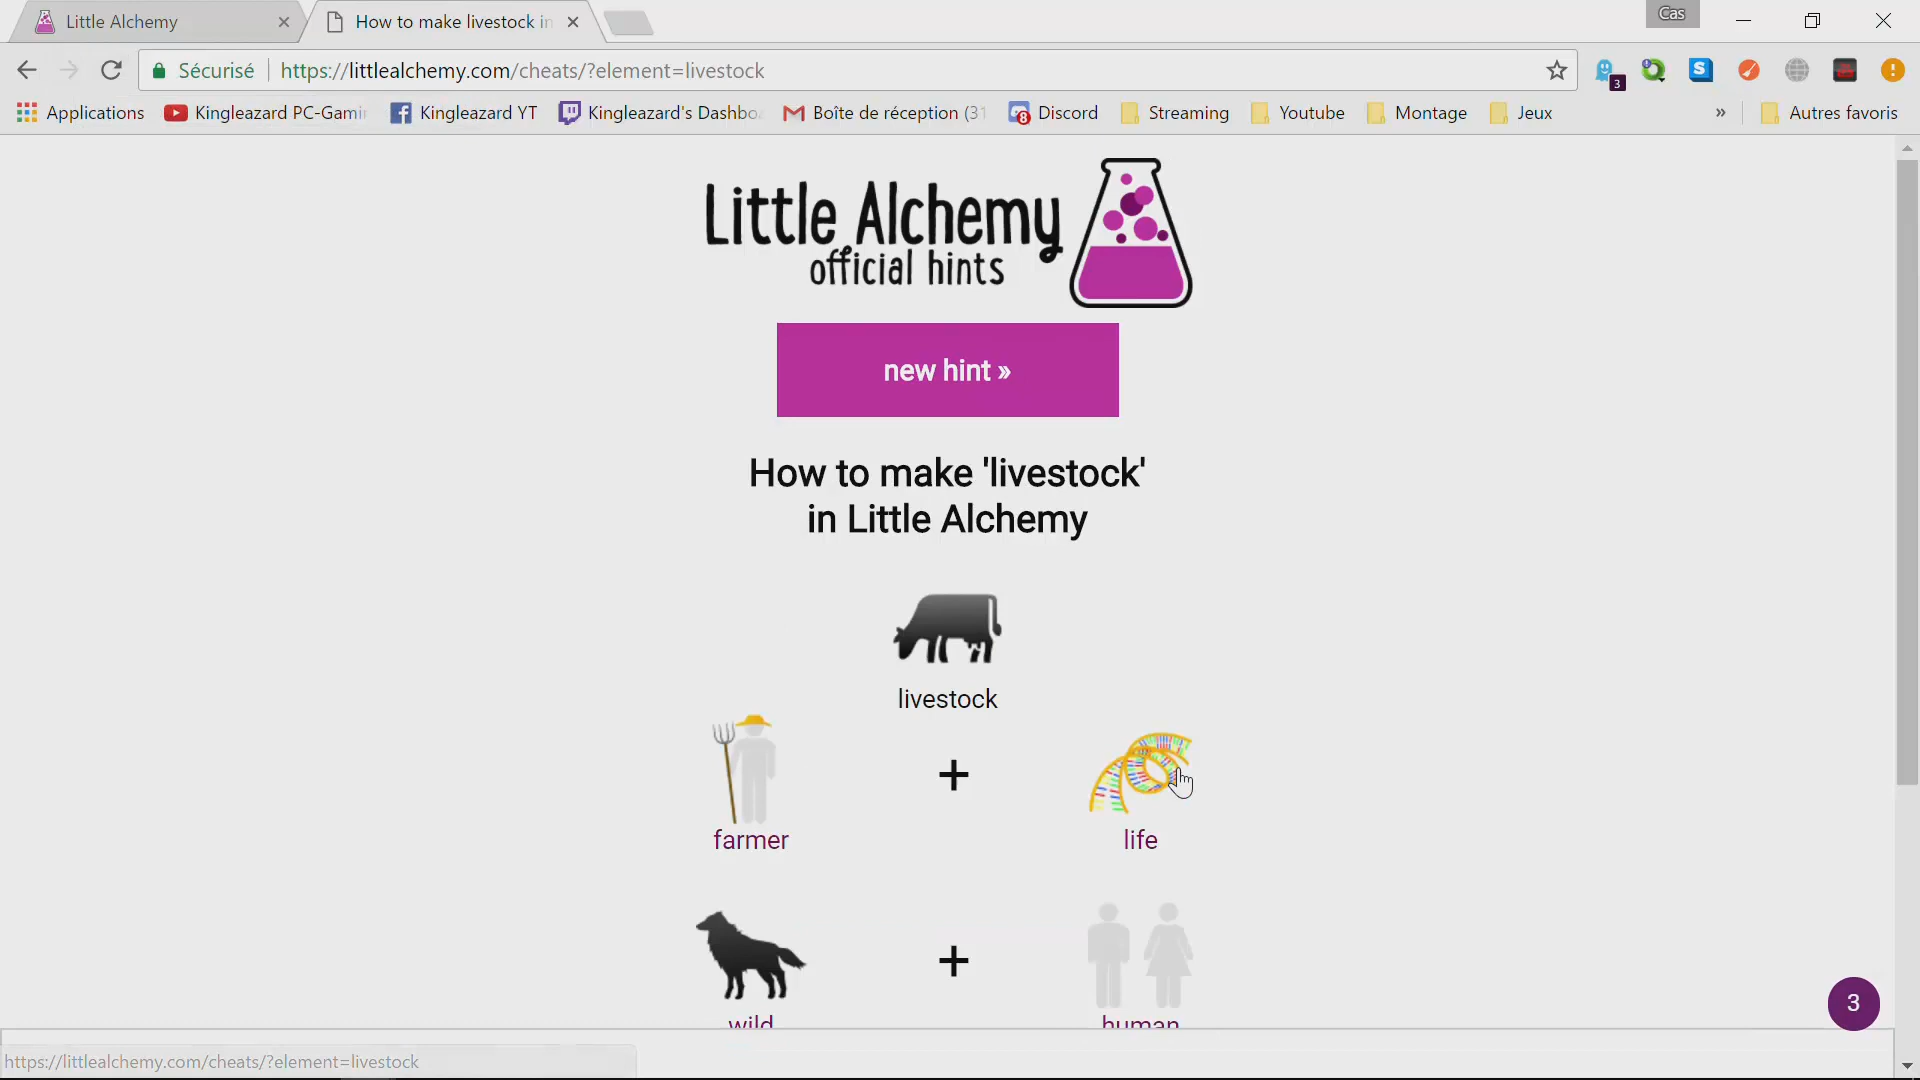 Little Alchemy
How to make livestock in
Cas
Sécurisé
https://littlealchemy.com/cheats/?element=livestock
3
S
Applications
Kingleazard PC-Gami
Kingleazard YT
Kingleazard's Dashbo
Boîte de réception (31
8
Discord
Streaming
Youtube
Montage
Jeux
»
Autres favoris
Little Alchemy
official hints
new hint »
How to make 'livestock'
in Little Alchemy
livestock
+
farmer
life
+
wild
human
3
https://littlealchemy.com/cheats/?element=livestock